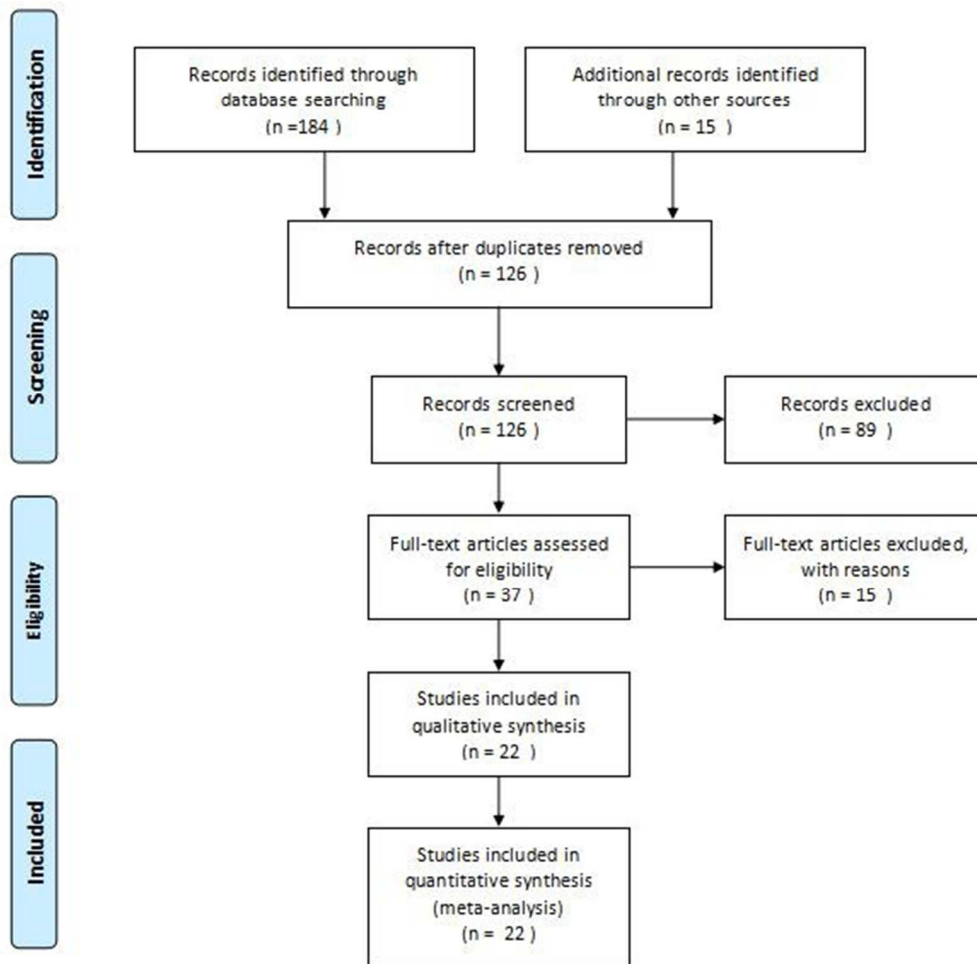 Identification
Records identified through
database searching
(n =184 )
Additional records identified
through other sources
(n = 15 )
Screening
Records after duplicates removed
(n = 126 )
Records screened
(n = 126 )
Records excluded
(n = 89 )
Eligibility
Full-text articles assessed
for eligibility
(n = 37 )
Full-text articles excluded,
with reasons
(n = 15 )
Studies included in
qualitative synthesis
(n = 22 )
Included
Studies included in
quantitative synthesis
(meta-analysis)
(n = 22 )